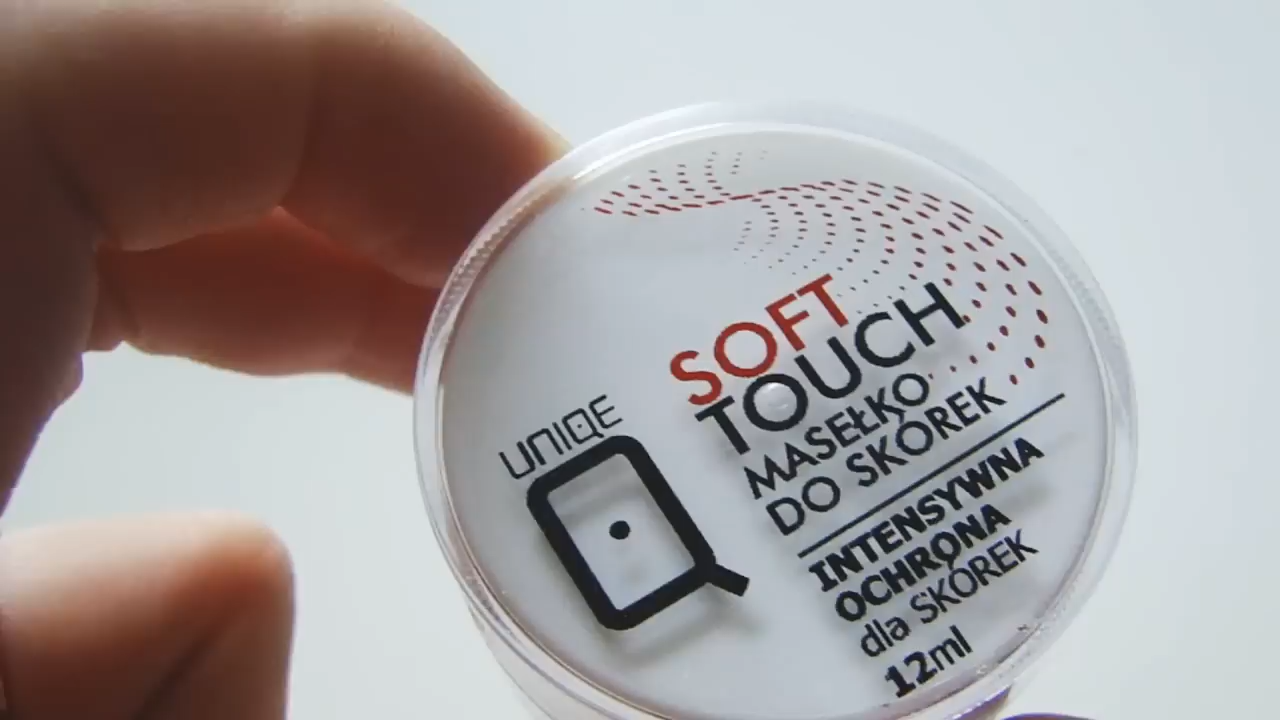 UNIQE
Q
SOFT
TOUCH
MASEŁKO
DO SKÓREK
INTENSYWNA
OCHRONA
dla SKÓREK
12ml